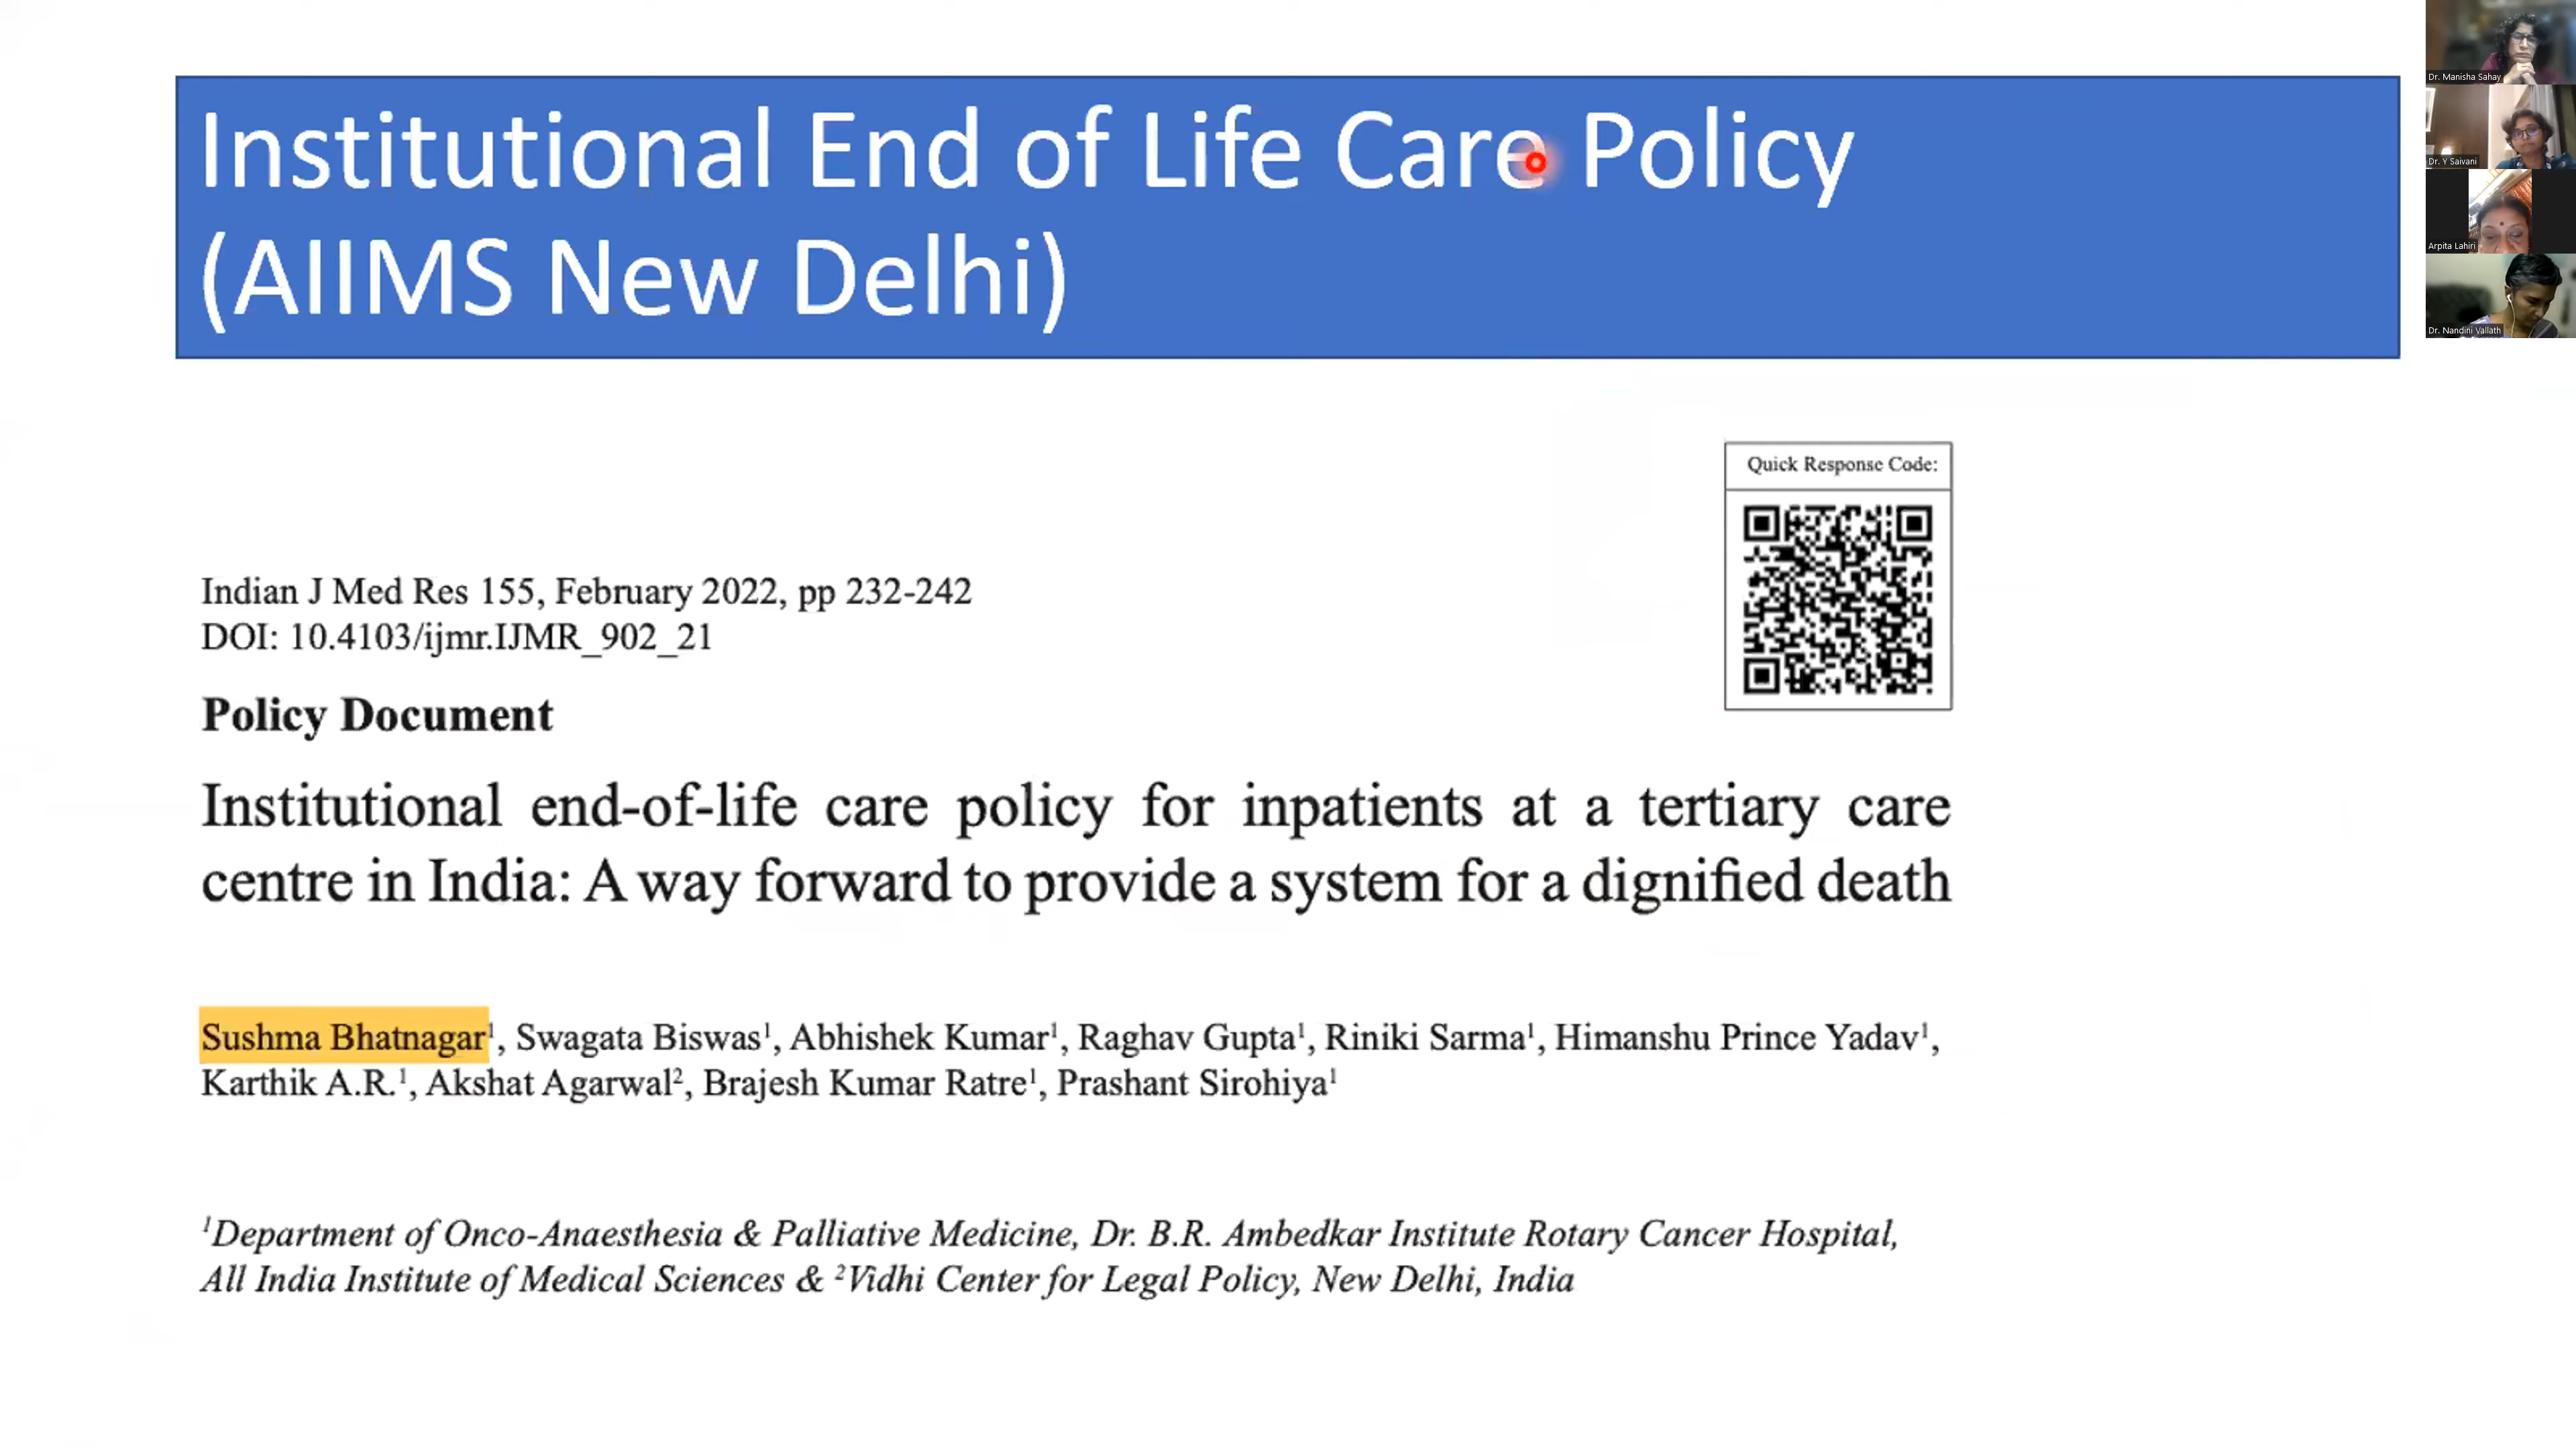 Institutional End of Life Care Policy
(AIIMS New Delhi)
Quick Response Code:
Indian J Med Res 155, February 2022, pp 232-242
DOI: 10.4103/ijmr.IJMR_902_21
Policy Document
Institutional end-of-life care policy for inpatients at a tertiary care
centre in India: A way forward to provide a system for a dignified death
Sushma Bhatnagar¹, Swagata Biswas¹, Abhishek Kumar¹, Raghav Gupta¹, Riniki Sarma¹, Himanshu Prince Yadav¹,
Karthik A.R.¹, Akshat Agarwal², Brajesh Kumar Ratre¹, Prashant Sirohiya¹
¹Department of Onco-Anaesthesia & Palliative Medicine, Dr. B.R. Ambedkar Institute Rotary Cancer Hospital,
All India Institute of Medical Sciences & ²Vidhi Center for Legal Policy, New Delhi, India
Dr. Manisha Sahay
Dr. Y Saivani
Arpita Lahiri
Dr. Nandini Vallath